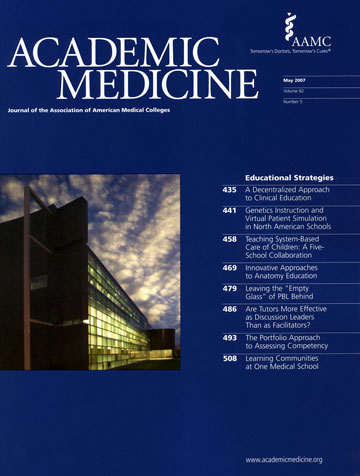 ACADEMIC
MEDICINE
Journal of the Association of American Medical Colleges
AAMC
Tomorrow's Doctors, Tomorrow's Cures®
May 2007
Volume 82
Number 5
Educational Strategies
435 A Decentralized Approach
to Clinical Education
441 Genetics Instruction and
Virtual Patient Simulation
in North American Schools
458 Teaching System-Based
Care of Children: A Five-
School Collaboration
469 Innovative Approaches
to Anatomy Education
479 Leaving the "Empty
Glass" of PBL Behind
486 Are Tutors More Effective
as Discussion Leaders
Than as Facilitators?
493 The Portfolio Approach
to Assessing Competency
508 Learning Communities
at One Medical School
www.academicmedicine.org